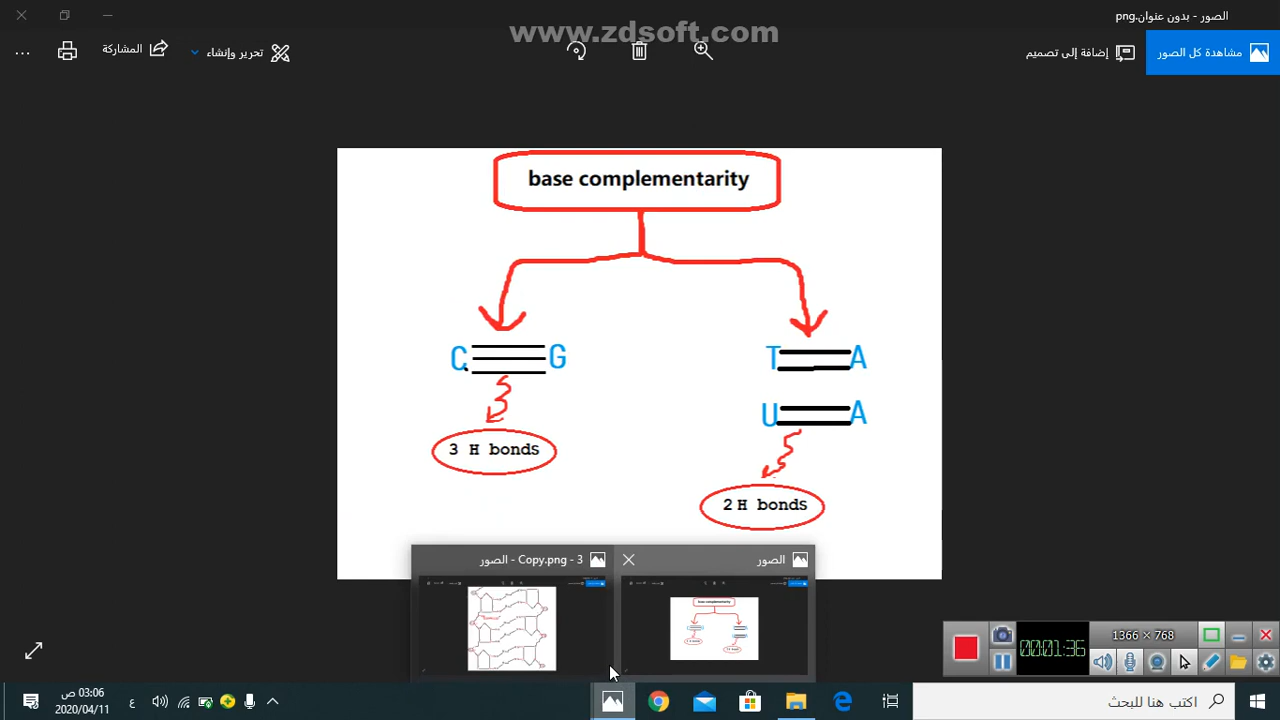 الصور - بدون عنوان.png
www.zdsoft.com
مشاهدة كل الصور
إضافة إلى تصميم
تحرير وإنشاء
المشاركة
base complementarity
C G
T A
U A
3 H bonds
2 H bonds
3 - Copy.png - الصور
الصور
00:01:36
1366 × 768
اكتب هنا للبحث
ع
03:06 ص
2020/04/11